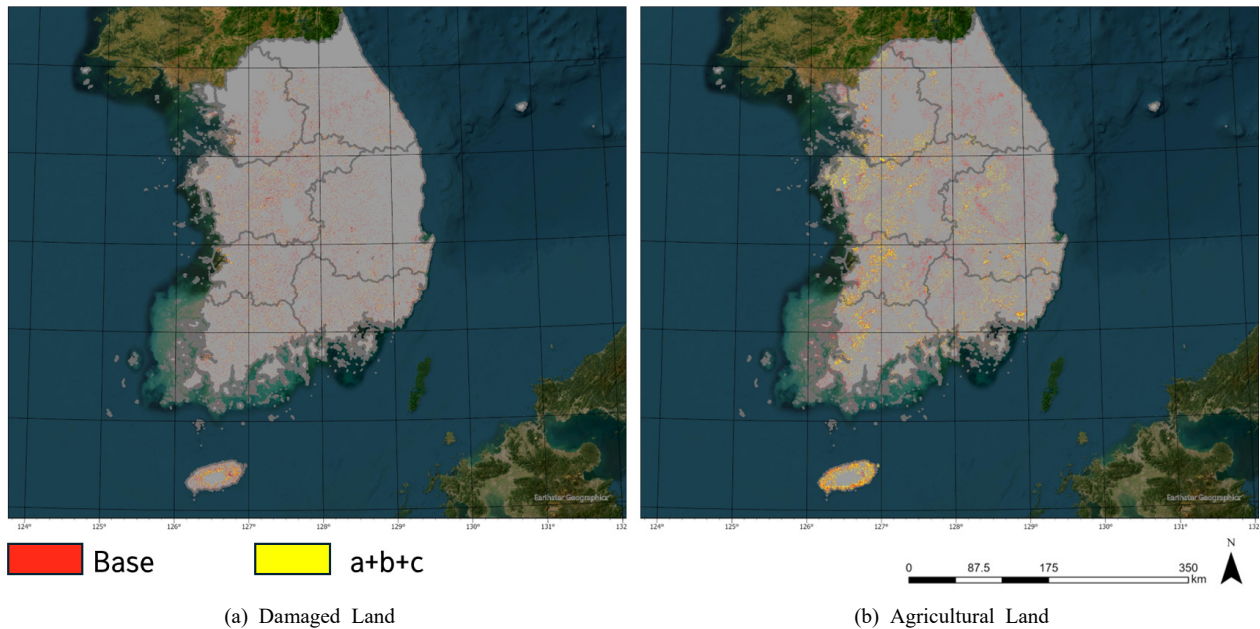 Earthstar Geographics
Earthstar Geographics
124° 125° 126° 127° 128° 129° 130° 131° 132
124° 125° 126° 127° 128° 129° 130° 131° 132
Base a+b+c
N
0 87.5 175 350
km
(a) Damaged Land (b) Agricultural Land